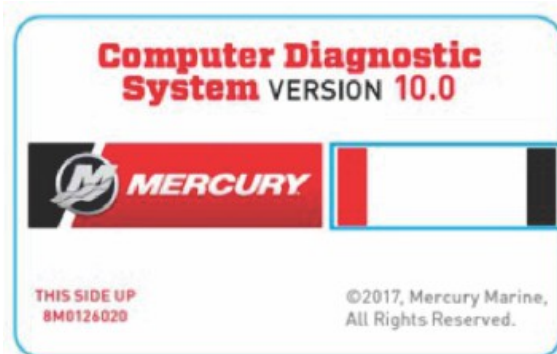 Computer Diagnostic
System VERSION 10.0
MERCURY
THIS SIDE UP
8M0126020
©2017, Mercury Marine,
All Rights Reserved.